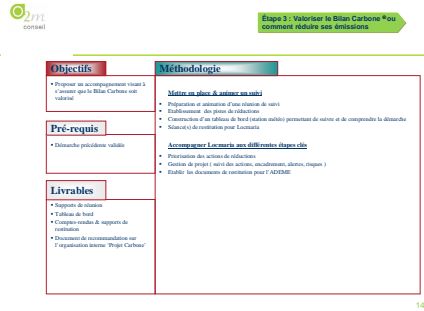 O2m
conseil
Étape 3 : Valoriser le Bilan Carbone ® ou
comment réduire ses émissions
Objectifs
• Proposer un accompagnement visant à
s'assurer que le Bilan Carbone soit
valorisé
Pré-requis
• Démarche précédente validée
Livrables
• Supports de réunion
• Tableau de bord
• Comptes-rendus & supports de
restitution
• Document de recommandation sur
l'organisation interne 'Projet Carbone'
Méthodologie
Mettre en place & animer un suivi
• Préparation et animation d'une réunion de suivi
• Etablissement des pistes de réductions
• Construction d'un tableau de bord (station météo) permettant de suivre et de comprendre la démarche
• Séance(s) de restitution pour Locmaria
Accompagner Locmaria aux différentes étapes clés
• Priorisation des actions de réductions
• Gestion de projet ( suivi des actions, encadrement, alertes, risques )
• Etablir les documents de restitution pour l'ADEME
14